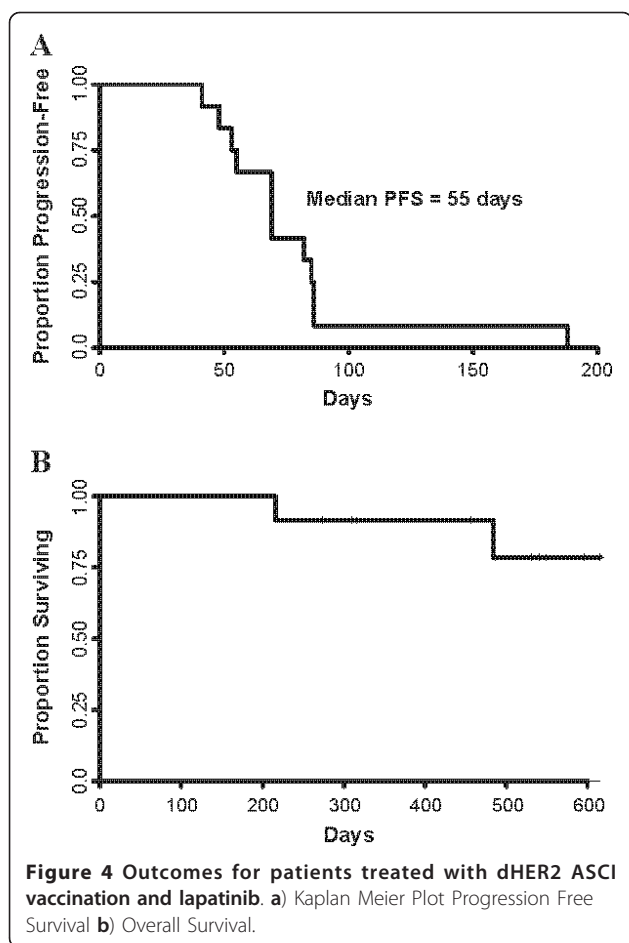 A
Proportion Progression-Free
1.00
0.75
0.50
0.25
0.0
Median PFS = 55 days
0 50 100 150 200
Days
B
Proportion Surviving
1.00
0.75
0.50
0.25
0.0
0 100 200 300 400 500 600
Days
Figure 4 Outcomes for patients treated with dHER2 ASCI
vaccination and lapatinib. a) Kaplan Meier Plot Progression Free
Survival b) Overall Survival.